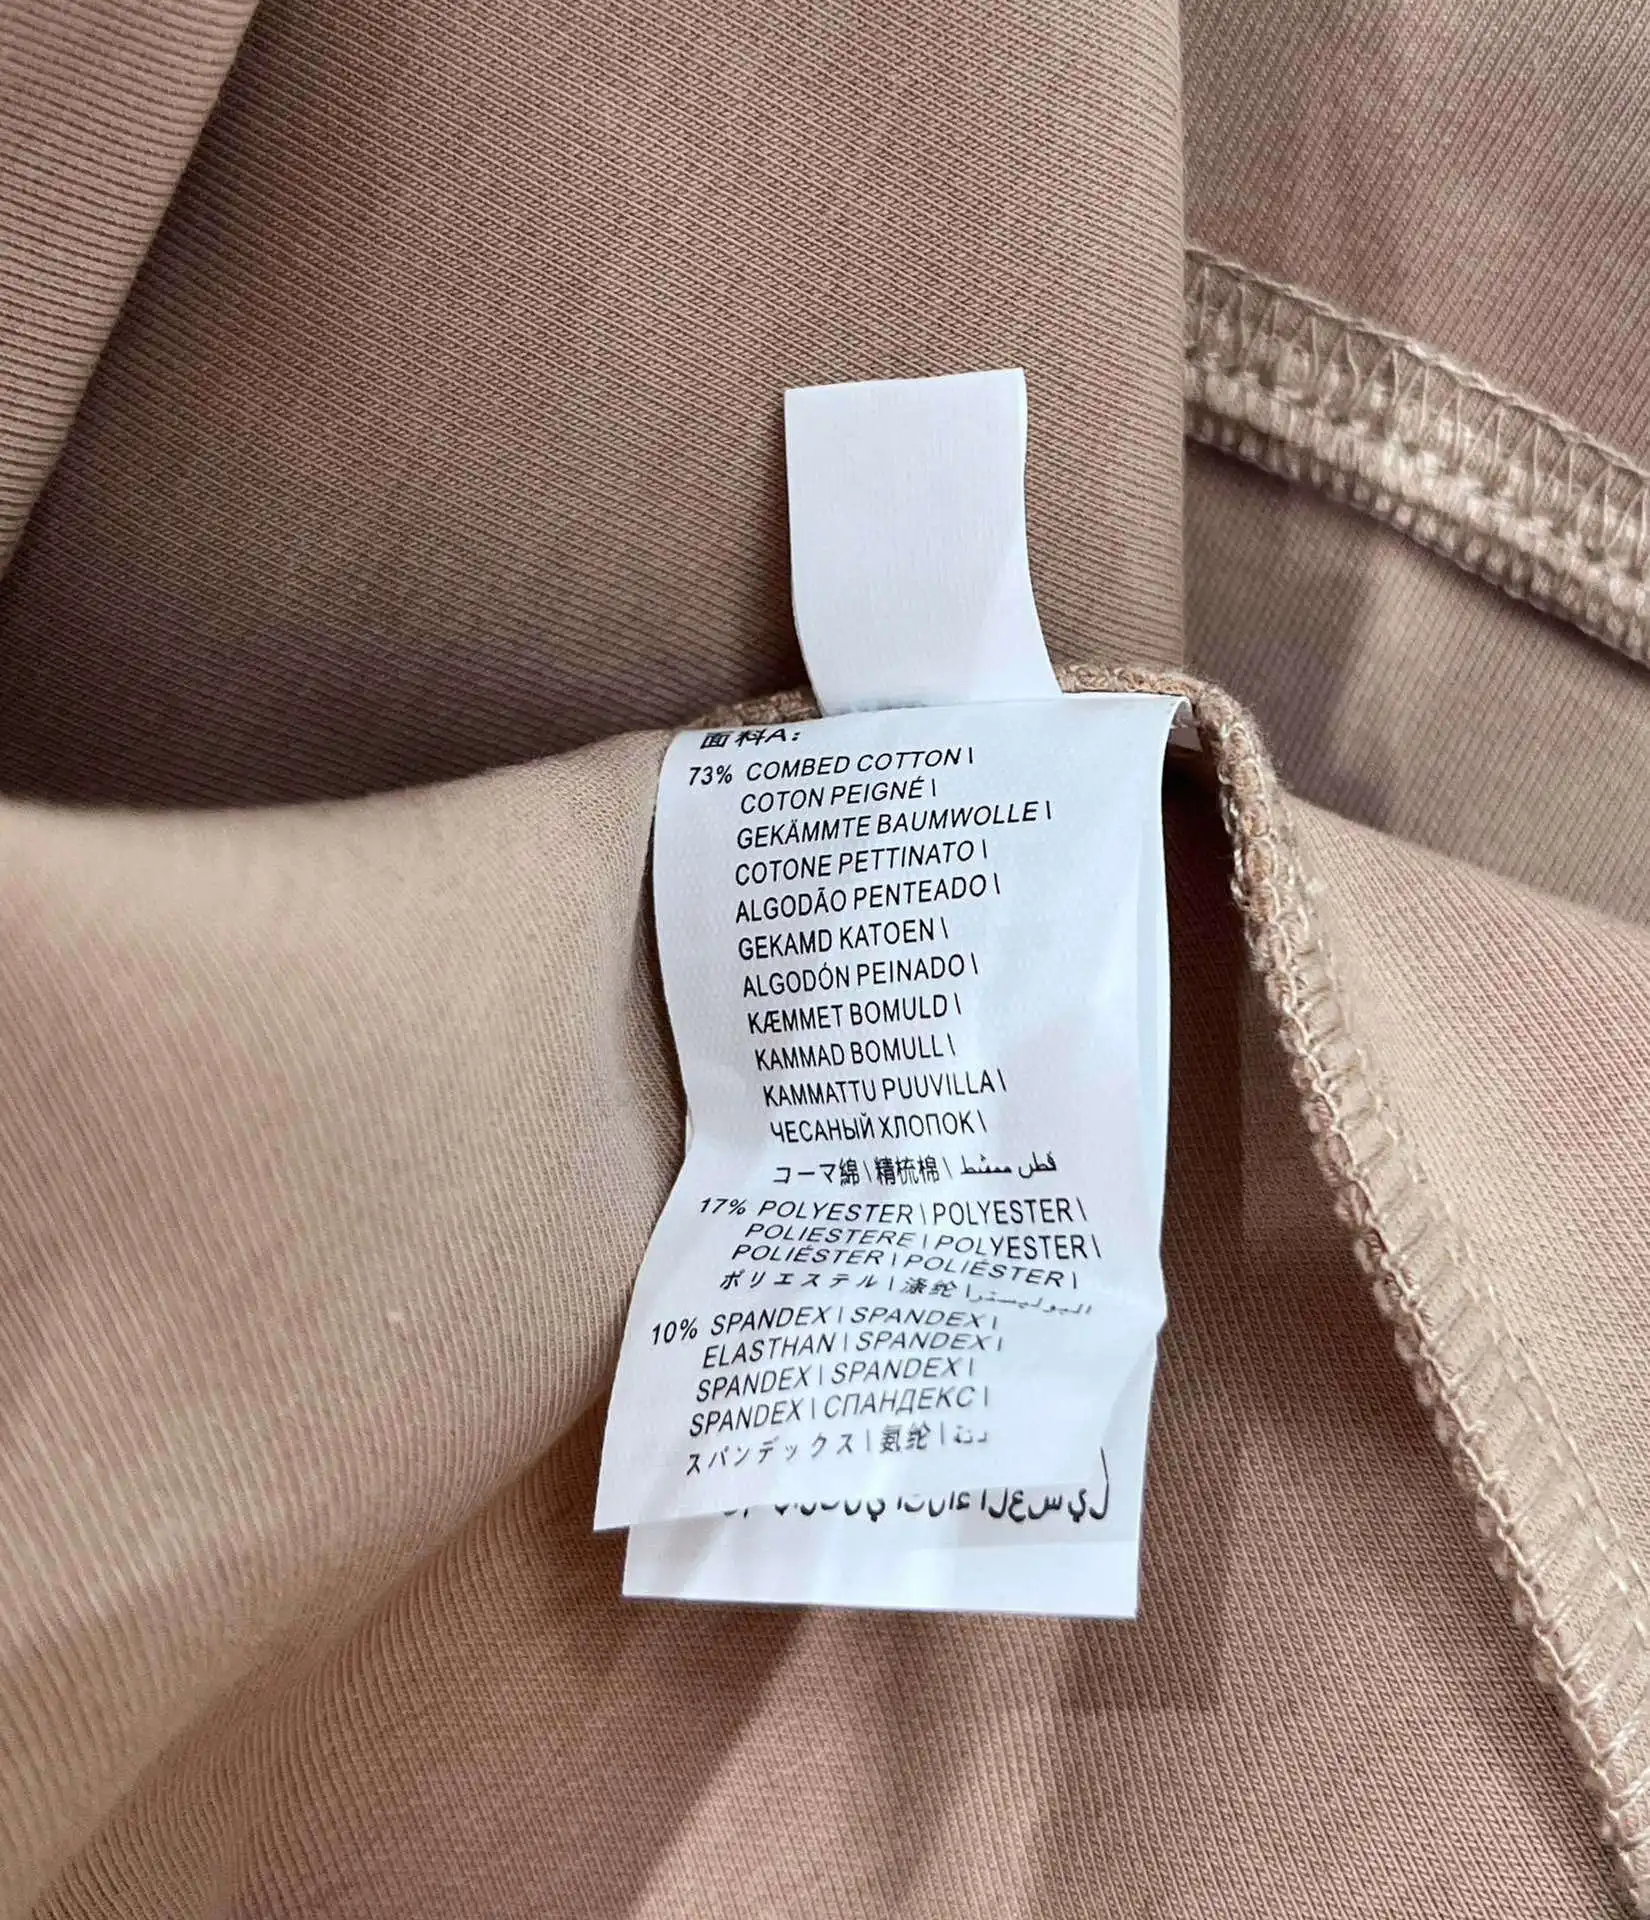 面料A:
73% COMBED COTTON \
COTON PEIGNÉ \
GEKÄMMTE BAUMWOLLE \
COTONE PETTINATO \
ALGODÃO PENTEADO \
GEKAMD KATOEN \
ALGODÓN PEINADO \
KÆMMET BOMULD \
KAMMAD BOMULL \
KAMMATTU PUUVILLA \
ЧЕСАНЫЙ ХЛОПОК \
コーマ綿 \ 精梳棉 \ قطن ممشط
17% POLYESTER \ POLYESTER \
POLIESTERE \ POLYESTER \
POLIÉSTER \ POLIÉSTER \
ポリエステル \ 涤纶 \ البوليسترا
10% SPANDEX \ SPANDEX \
ELASTHAN \ SPANDEX \
SPANDEX \ SPANDEX \
SPANDEX \ СПАНДЕКС \
スパンデックス \ 氨纶 \
الغسيل